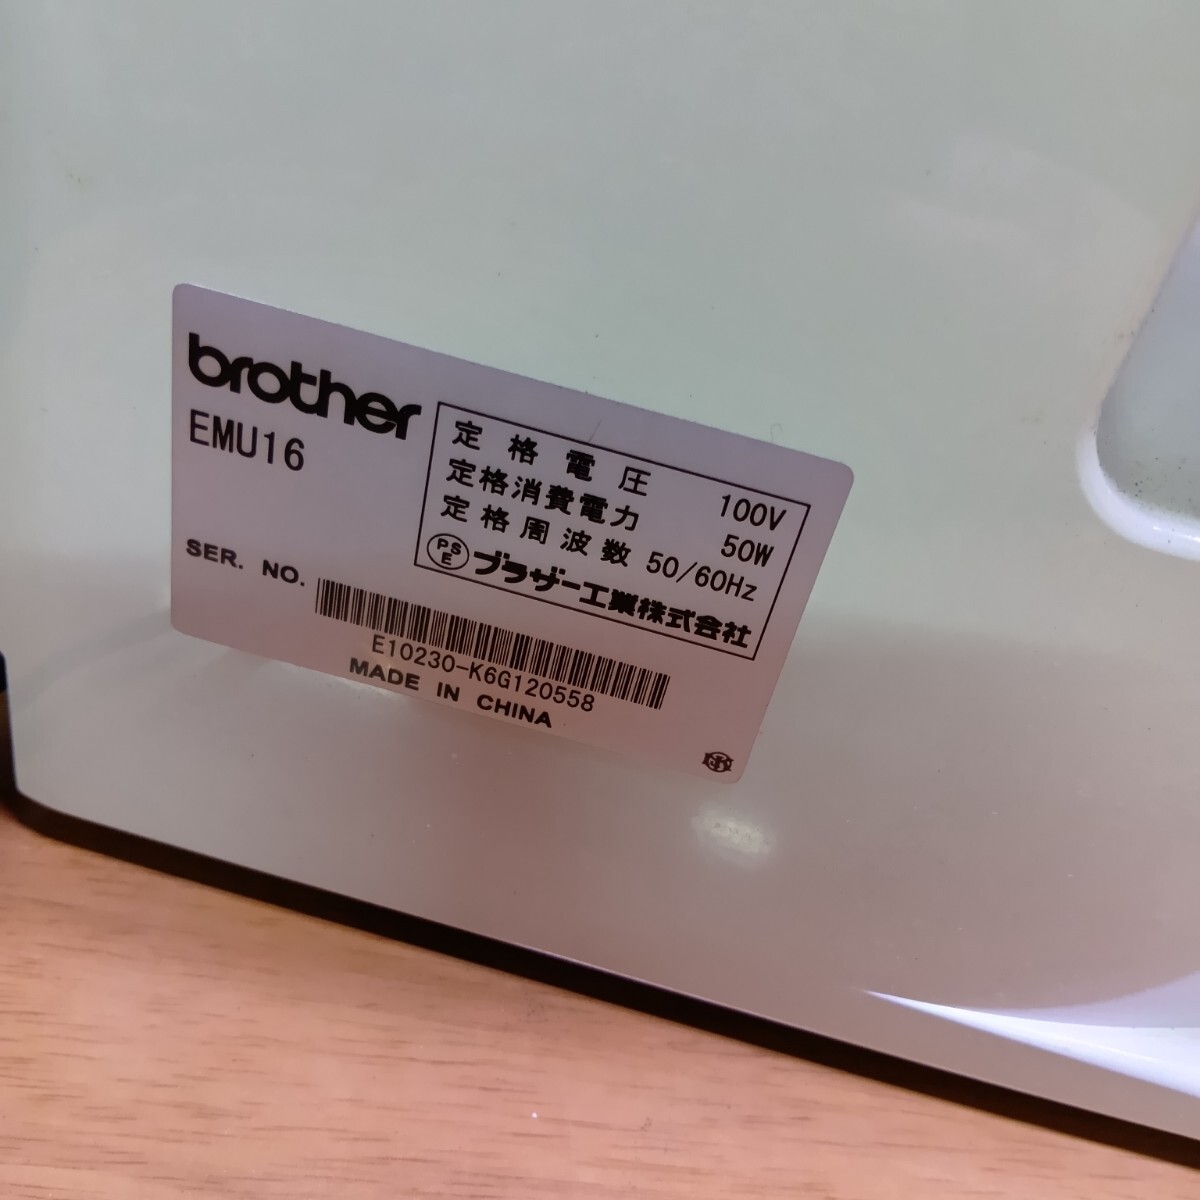 brother
EMU16
定格電圧 100V
定格消費電力 50W
定格周波数 50/60Hz
PSE ブラザー工業株式会社
SER. NO.
E10230-K6G120558
MADE IN CHINA